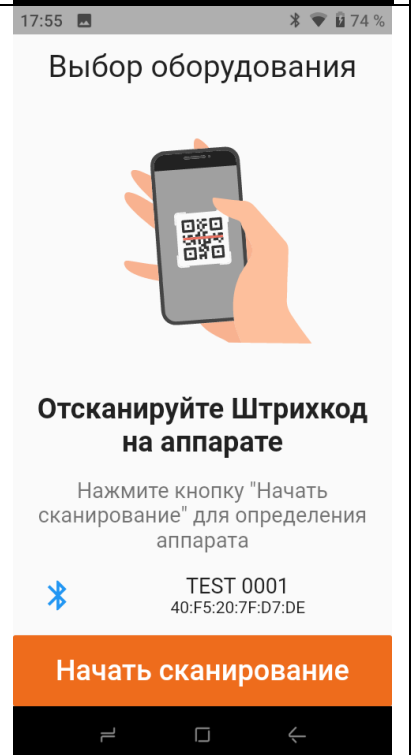 17:55 74 %
Выбор оборудования
Отсканируйте Штрихкод
на аппарате
Нажмите кнопку "Начать
сканирование" для определения
аппарата
TEST 0001
40:F5:20:7F:D7:DE
Начать сканирование